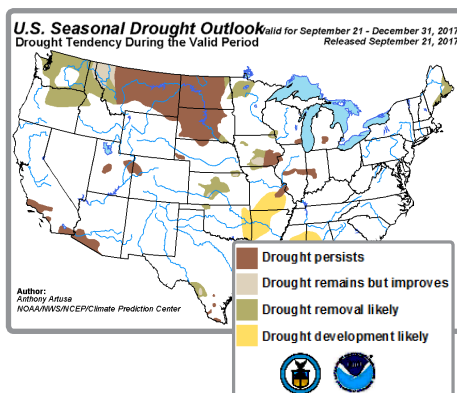 U.S. Seasonal Drought Outlook
Drought Tendency During the Valid Period
Valid for September 21 - December 31, 2017
Released September 21, 2017
Author:
Anthony Artusa
NOAA/NWS/NCEP/Climate Prediction Center
Drought persists
Drought remains but improves
Drought removal likely
Drought development likely